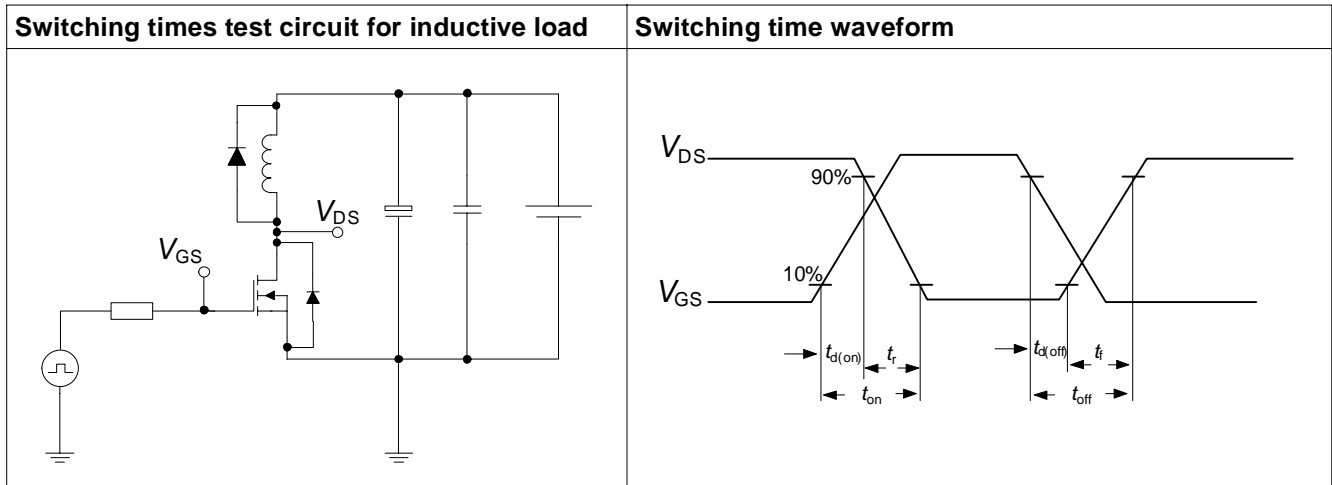 Switching times test circuit for inductive load
Switching time waveform
VDS
VGS
VDS
90%
10%
VGS
td(on) tr
ton
td(off) tf
toff